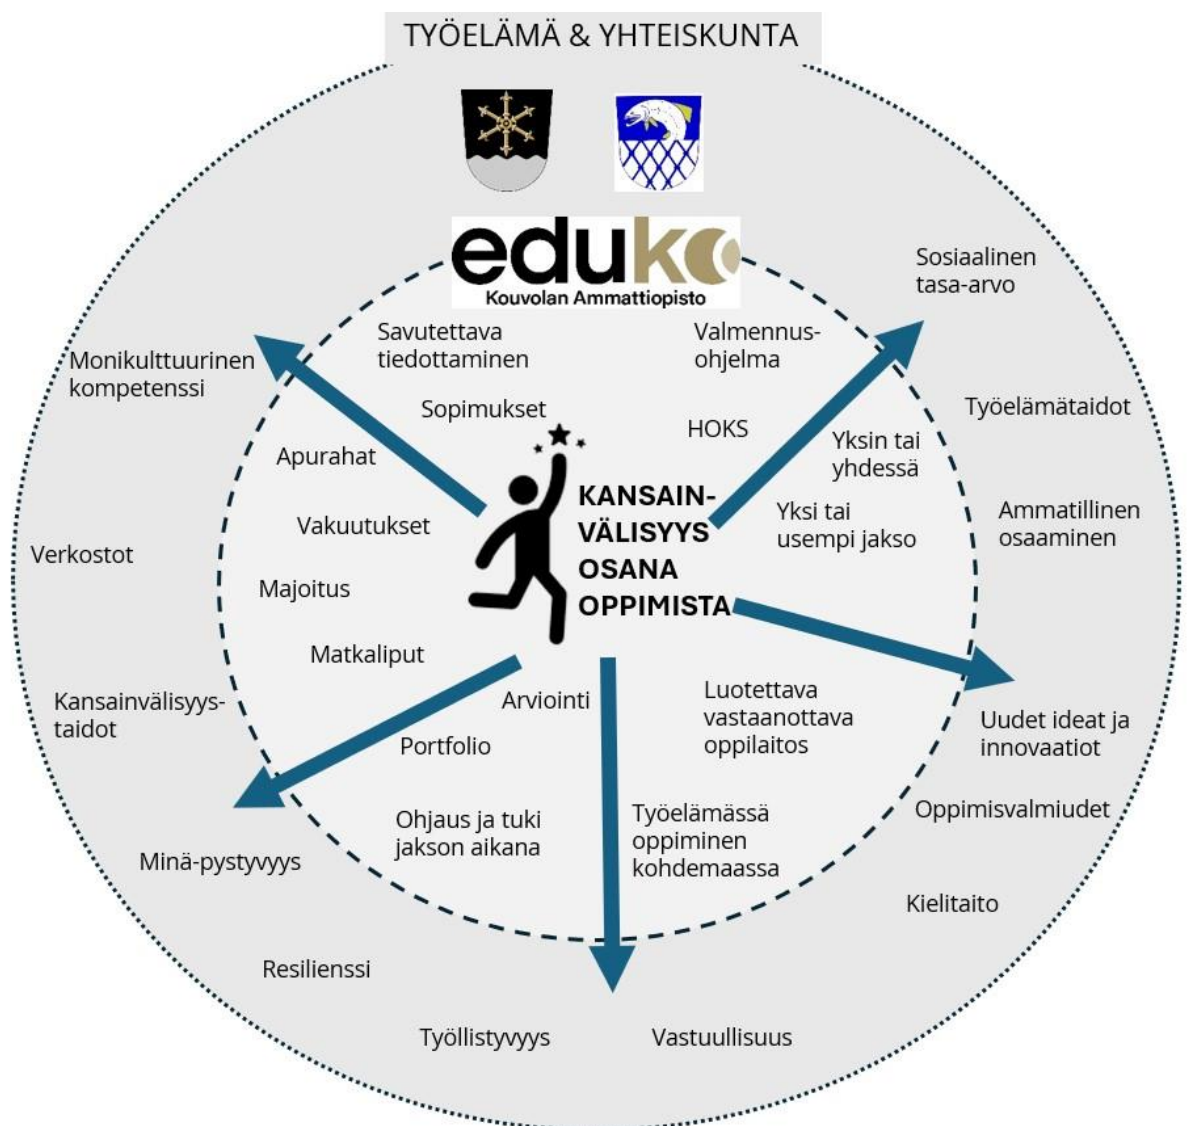 TYÖELÄMÄ & YHTEISKUNTA
eduko
Kouvolan Ammattiopisto
Sosiaalinen
tasa-arvo
Savutettava
tiedottaminen
Valmennus-
ohjelma
Monikulttuurinen
kompetenssi
Sopimukset
HOKS
Työelämätaidot
Apurahat
Yksin tai
yhdessä
Vakuutukset
KANSAIN-
VÄLISYYS
OSANA
OPPIMISTA
Yksi tai
usempi jakso
Ammatillinen
osaaminen
Verkostot
Majoitus
Matkaliput
Kansainvälisyys-
taidot
Arviointi
Portfolio
Luotettava
vastaanottava
oppilaitos
Uudet ideat ja
innovaatiot
Ohjaus ja tuki
jakson aikana
Työelämässä
oppiminen
kohdemaassa
Oppimisvalmiudet
Minä-pystyvyys
Kielitaito
Resilienssi
Työllistyvyys
Vastuullisuus